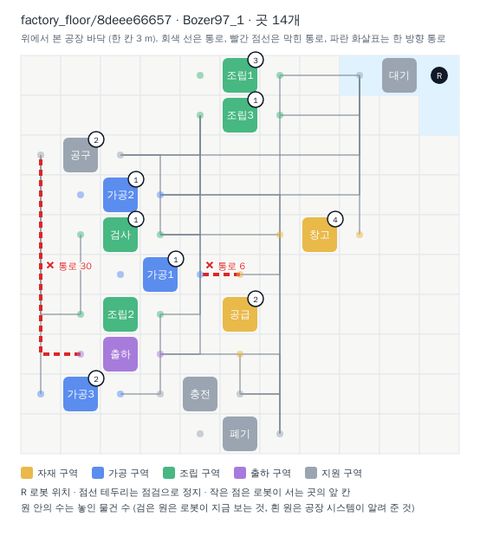 factory_floor/8deee66657 · Bozer97_1 · 곳 14개
위에서 본 공장 바닥 (한 칸 3 m). 회색 선은 통로, 빨간 점선은 막힌 통로, 파란 화살표는 한 방향 통로
조립1 3 대기 R
조립3 1
공구 2
가공2 1
검사 1 창고 4
가공1 1
✕ 통로 30 ✕ 통로 6
조립2 공급 2
출하
가공3 2 충전
폐기
자재 구역 가공 구역 조립 구역 출하 구역 지원 구역
R 로봇 위치 · 점선 테두리는 점검으로 정지 · 작은 점은 로봇이 서는 곳의 앞 칸
원 안의 수는 놓인 물건 수 (검은 원은 로봇이 지금 보는 것, 흰 원은 공장 시스템이 알려 준 것)